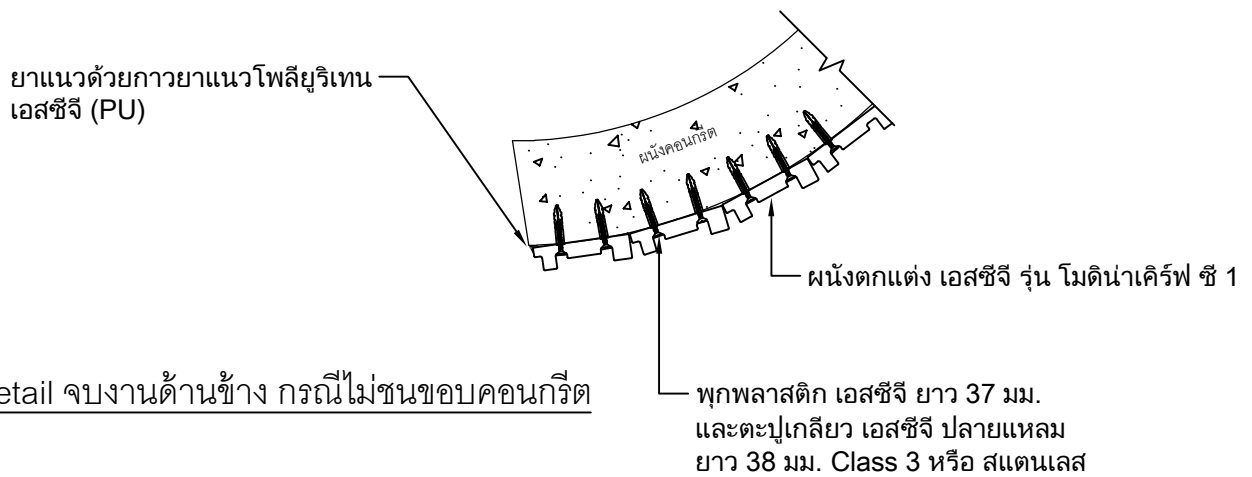 ยาแนวด้วยกาวยาแนวโพลียูริเทน
เอสซีจี (PU)
ผนังคอนกรีต
ผนังตกแต่ง เอสซีจี รุ่น โมดิน่าเคิร์ฟ ซี 1
etail จบงานด้านข้าง กรณีไม่ชนขอบคอนกรีต
พุกพลาสติก เอสซีจี ยาว 37 มม.
และตะปูเกลียว เอสซีจี ปลายแหลม
ยาว 38 มม. Class 3 หรือ สแตนเลส